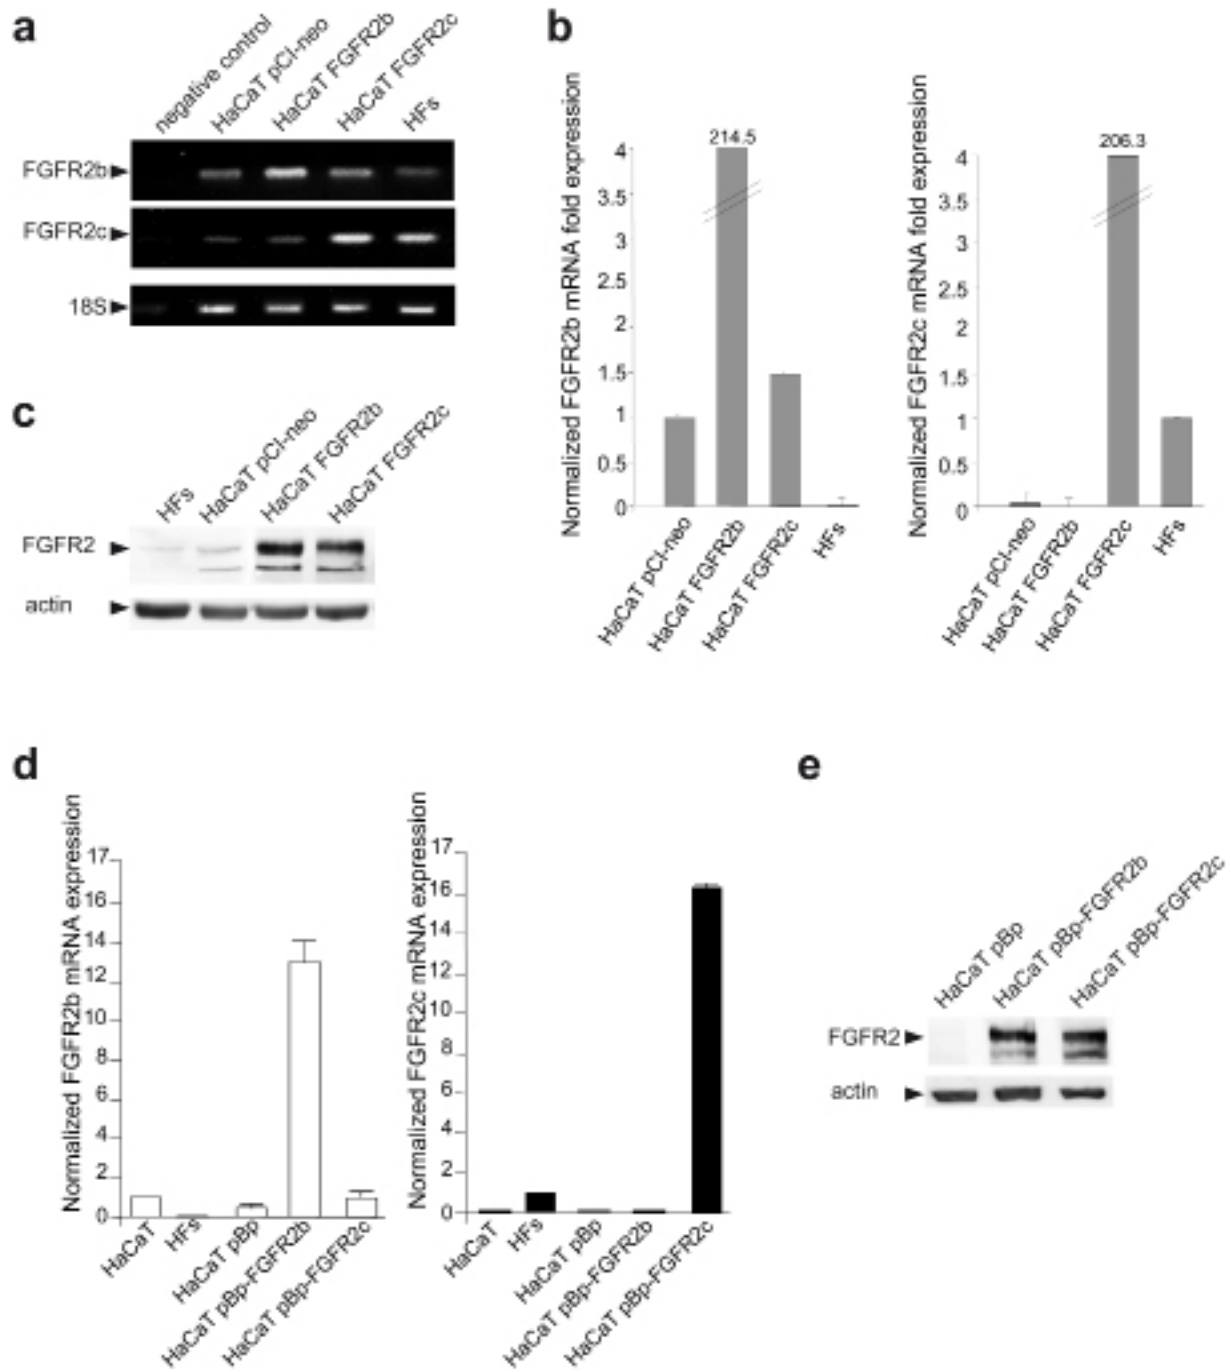 a
negative control
HaCaT pCI-neo
HaCaT FGFR2b
HaCaT FGFR2c
HFs
FGFR2b
FGFR2c
18S
b
Normalized FGFR2b mRNA fold expression
214.5
4
3.5
3
2.5
2
1.5
1
0.5
0
HaCaT pCI-neo
HaCaT FGFR2b
HaCaT FGFR2c
HFs
Normalized FGFR2c mRNA fold expression
206.3
4
3.5
3
2.5
2
1.5
1
0.5
0
HaCaT pCI-neo
HaCaT FGFR2b
HaCaT FGFR2c
HFs
c
HFs
HaCaT pCI-neo
HaCaT FGFR2b
HaCaT FGFR2c
FGFR2
actin
d
Normalized FGFR2b mRNA expression
17
16
14
12
10
8
6
4
2
0
HaCaT
HFs
HaCaT pBp
HaCaT pBp-FGFR2b
HaCaT pBp-FGFR2c
Normalized FGFR2c mRNA expression
17
16
14
12
10
8
6
4
2
0
HaCaT
HFs
HaCaT pBp
HaCaT pBp-FGFR2b
HaCaT pBp-FGFR2c
e
HaCaT pBp
HaCaT pBp-FGFR2b
HaCaT pBp-FGFR2c
FGFR2
actin